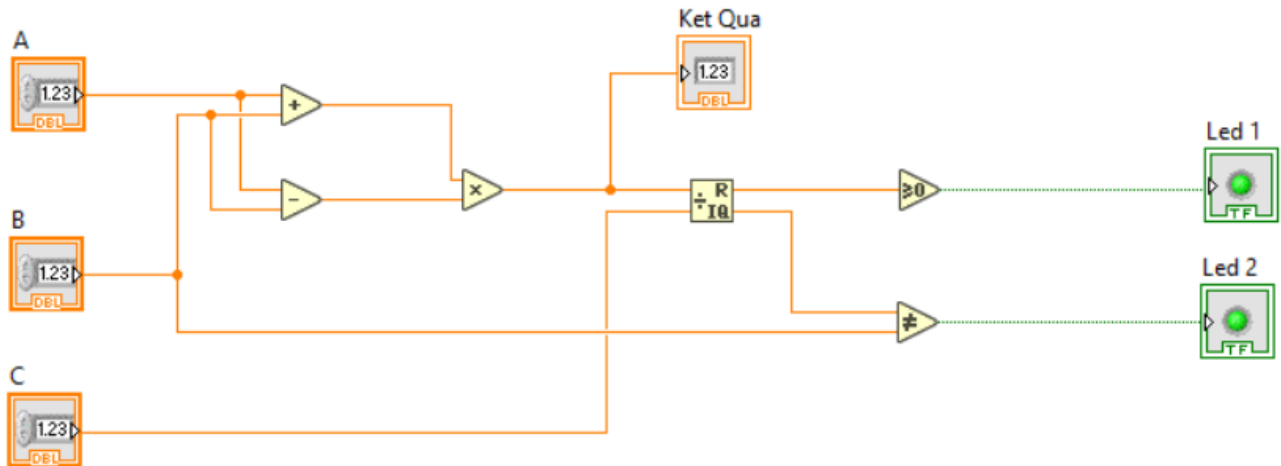 Ket Qua
A
1.23
DBL
1.23
DBL
+
-
×
÷ R
IQ
≥0
Led 1
TF
B
1.23
DBL
≠
Led 2
TF
C
1.23
DBL